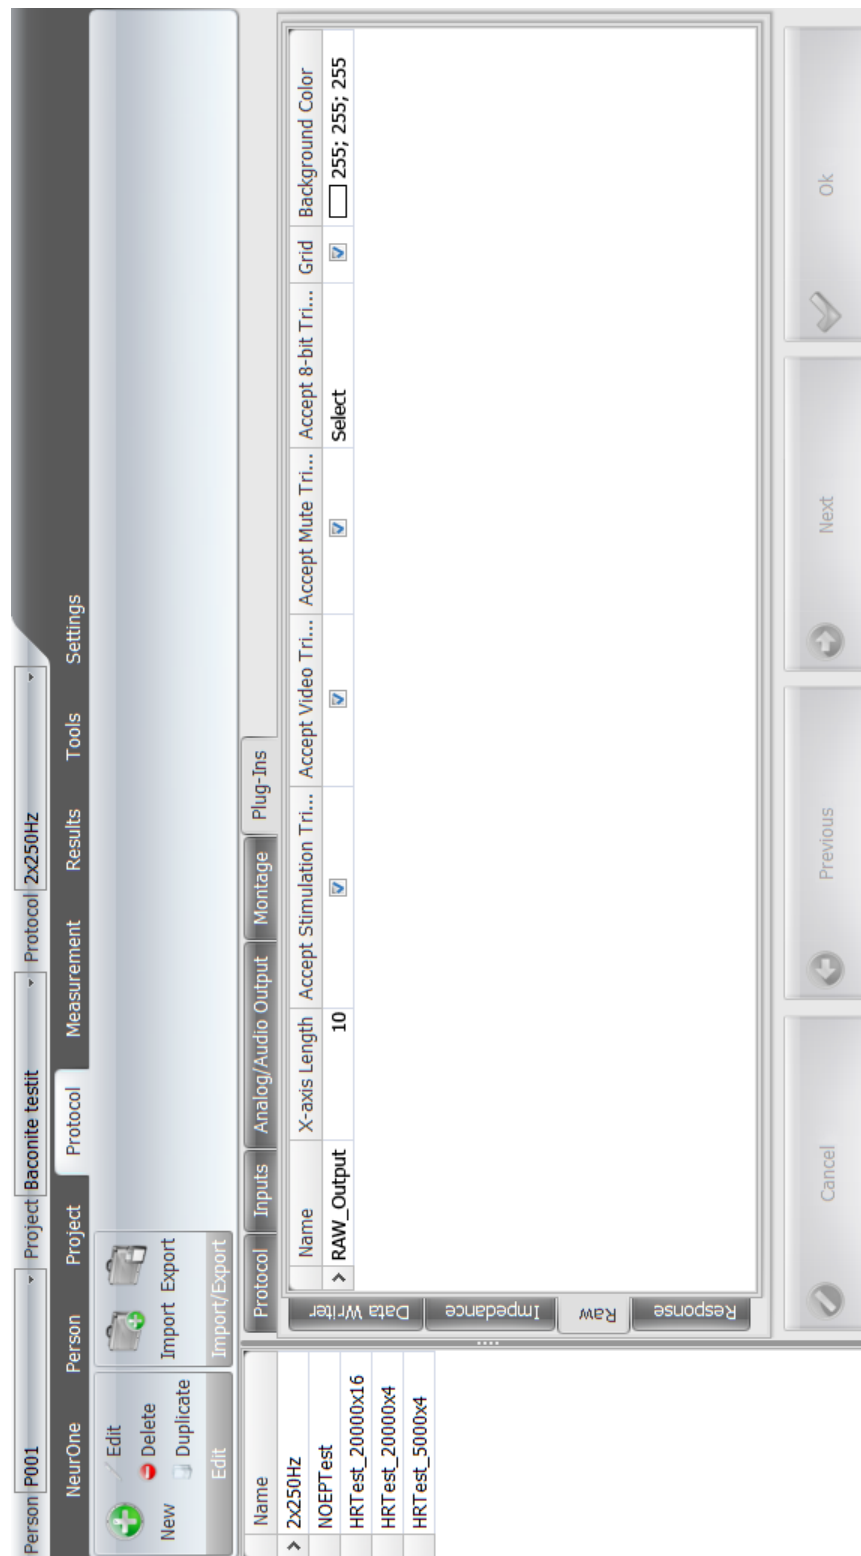 Person P001 Project Baconite testit Protocol 2x250Hz
NeurOne Person Project Protocol Measurement Results Tools Settings
New
Edit
Delete
Duplicate
Edit
Import Export
Import/Export
Name
2x250Hz
NOEPTest
HRTest_20000x16
HRTest_20000x4
HRTest_5000x4
Protocol Inputs Analog/Audio Output Montage Plug-Ins
Data Writer
Impedance
Raw
Response
Name X-axis Length Accept Stimulation Tri... Accept Video Tri... Accept Mute Tri... Accept 8-bit Tri... Grid Background Color
RAW_Output 10 Select 255; 255; 255
Cancel Previous Next Ok